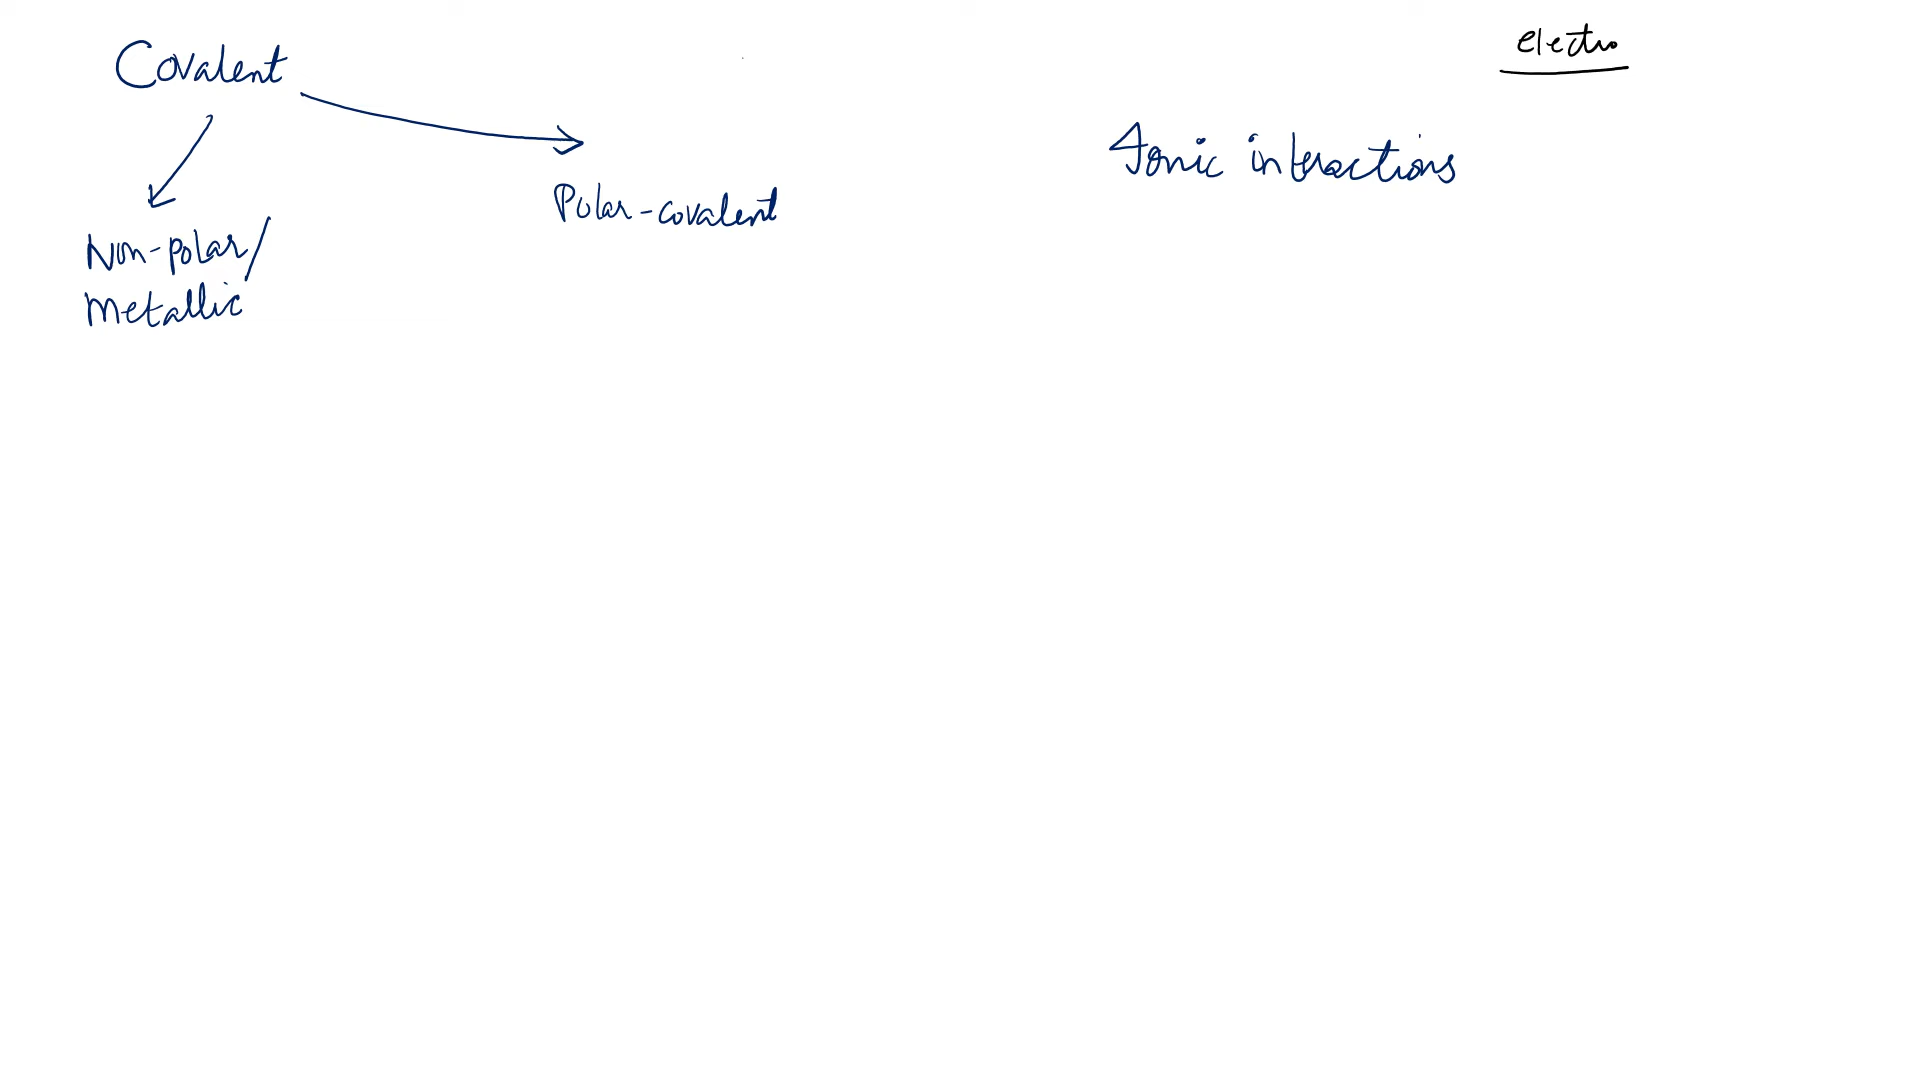 Covalent
electro
Polar-covalent
Ionic interactions
Non-polar/
Metallic